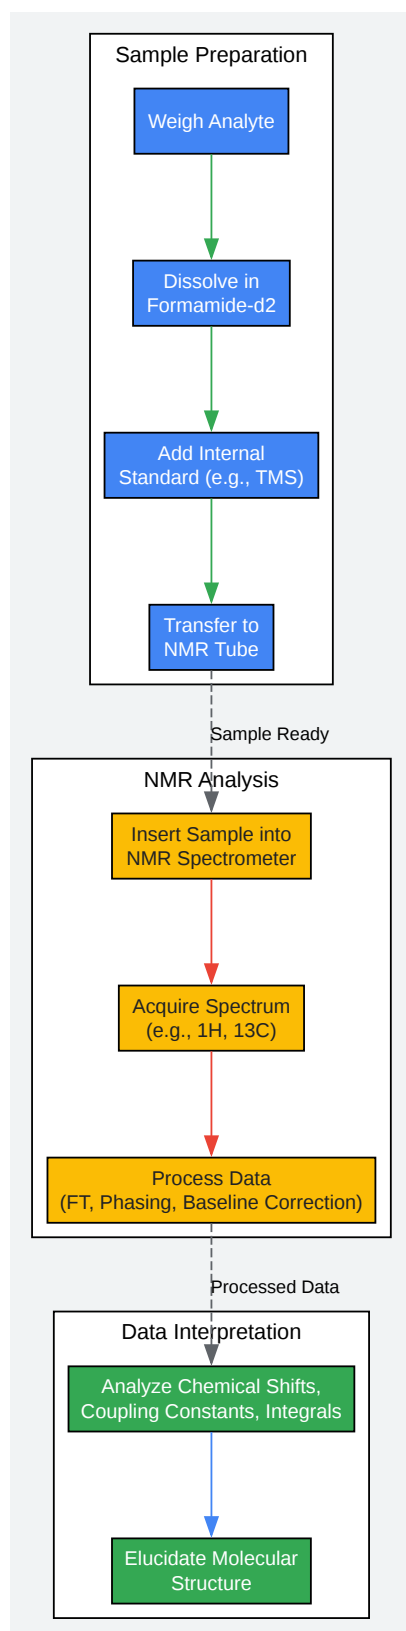 Sample Preparation
Weigh Analyte
Dissolve in
Formamide-d2
Add Internal
Standard (e.g., TMS)
Transfer to
NMR Tube
Sample Ready
NMR Analysis
Insert Sample into
NMR Spectrometer
Acquire Spectrum
(e.g., 1H, 13C)
Process Data
(FT, Phasing, Baseline Correction)
Processed Data
Data Interpretation
Analyze Chemical Shifts,
Coupling Constants, Integrals
Elucidate Molecular
Structure